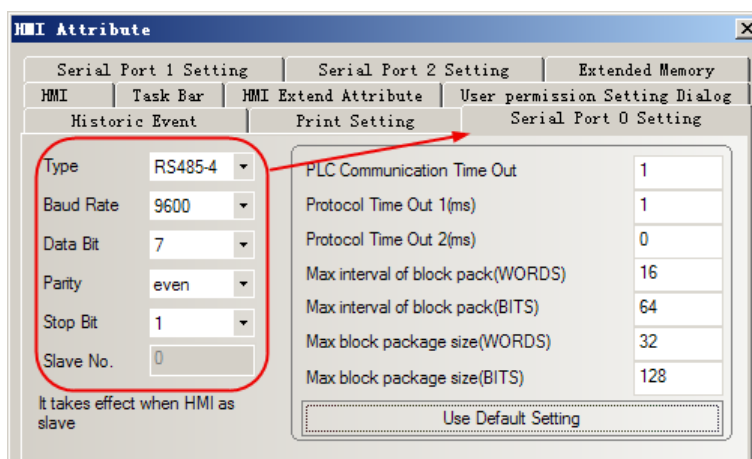 HMI Attribute
Serial Port 1 Setting Serial Port 2 Setting Extended Memory
HMI Task Bar HMI Extend Attribute User permission Setting Dialog
Historic Event Print Setting Serial Port 0 Setting
Type RS485-4
Baud Rate 9600
Data Bit 7
Parity even
Stop Bit 1
Slave No. 0
It takes effect when HMI as
slave
PLC Communication Time Out 1
Protocol Time Out 1(ms) 1
Protocol Time Out 2(ms) 0
Max interval of block pack(WORDS) 16
Max interval of block pack(BITS) 64
Max block package size(WORDS) 32
Max block package size(BITS) 128
Use Default Setting